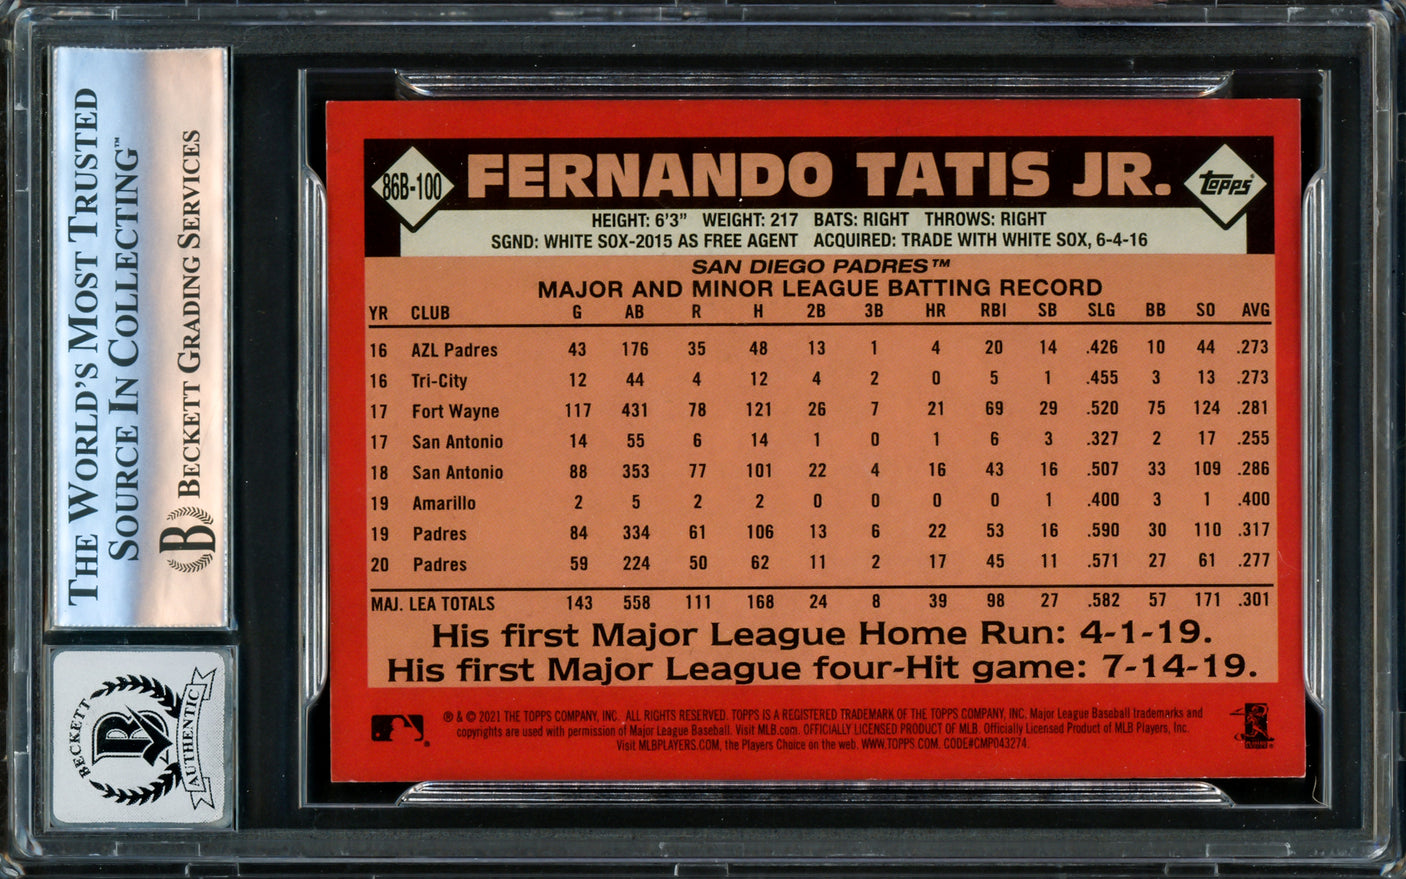 THE WORLD'S MOST TRUSTED
SOURCE IN COLLECTING™
B BECKETT GRADING SERVICES
BECKETT
B
AUTHENTIC
86B-100
FERNANDO TATIS JR.
topps®
HEIGHT: 6'3" WEIGHT: 217 BATS: RIGHT THROWS: RIGHT
SGND: WHITE SOX-2015 AS FREE AGENT ACQUIRED: TRADE WITH WHITE SOX, 6-4-16
SAN DIEGO PADRES™
MAJOR AND MINOR LEAGUE BATTING RECORD
YR CLUB G AB R H 2B 3B HR RBI SB SLG BB SO AVG
16 AZL Padres 43 176 35 48 13 1 4 20 14 .426 10 44 .273
16 Tri-City 12 44 4 12 4 2 0 5 1 .455 3 13 .273
17 Fort Wayne 117 431 78 121 26 7 21 69 29 .520 75 124 .281
17 San Antonio 14 55 6 14 1 0 1 6 3 .327 2 17 .255
18 San Antonio 88 353 77 101 22 4 16 43 16 .507 33 109 .286
19 Amarillo 2 5 2 2 0 0 0 0 1 .400 3 1 .400
19 Padres 84 334 61 106 13 6 22 53 16 .590 30 110 .317
20 Padres 59 224 50 62 11 2 17 45 11 .571 27 61 .277
MAJ. LEA TOTALS 143 558 111 168 24 8 39 98 27 .582 57 171 .301
His first Major League Home Run: 4-1-19.
His first Major League four-Hit game: 7-14-19.
® & © 2021 THE TOPPS COMPANY, INC. ALL RIGHTS RESERVED. TOPPS IS A REGISTERED TRADEMARK OF THE TOPPS COMPANY, INC. Major League Baseball trademarks and
copyrights are used with permission of Major League Baseball. Visit MLB.com. OFFICIALLY LICENSED PRODUCT OF MLB. Officially Licensed Product of MLB Players, Inc.
Visit MLBPLAYERS.COM, the Players Choice on the web. WWW.TOPPS.COM. CODE#CMP043274.